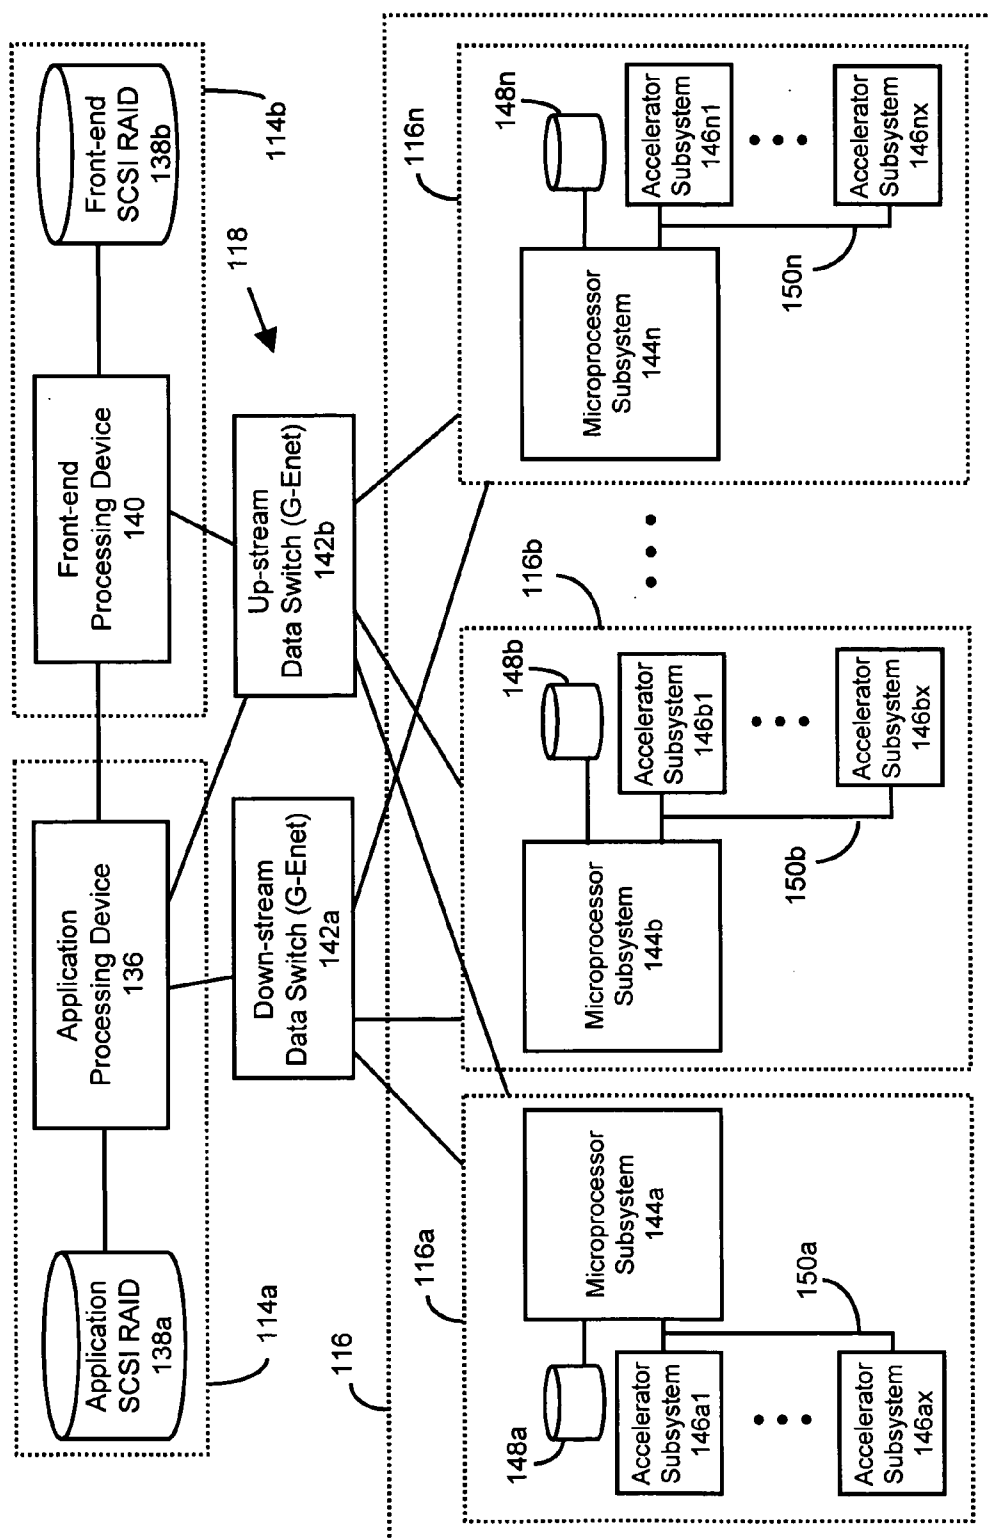 Application
SCSI RAID
138a
Application
Processing Device
136
Front-end
Processing Device
140
Front-end
SCSI RAID
138b
114a
114b
118
Down-stream
Data Switch (G-Enet)
142a
Up-stream
Data Switch (G-Enet)
142b
116
116a
116b
116n
148a
Accelerator
Subsystem
146a1
Accelerator
Subsystem
146ax
Microprocessor
Subsystem
144a
150a
Microprocessor
Subsystem
144b
148b
Accelerator
Subsystem
146b1
Accelerator
Subsystem
146bx
150b
Microprocessor
Subsystem
144n
148n
Accelerator
Subsystem
146n1
Accelerator
Subsystem
146nx
150n